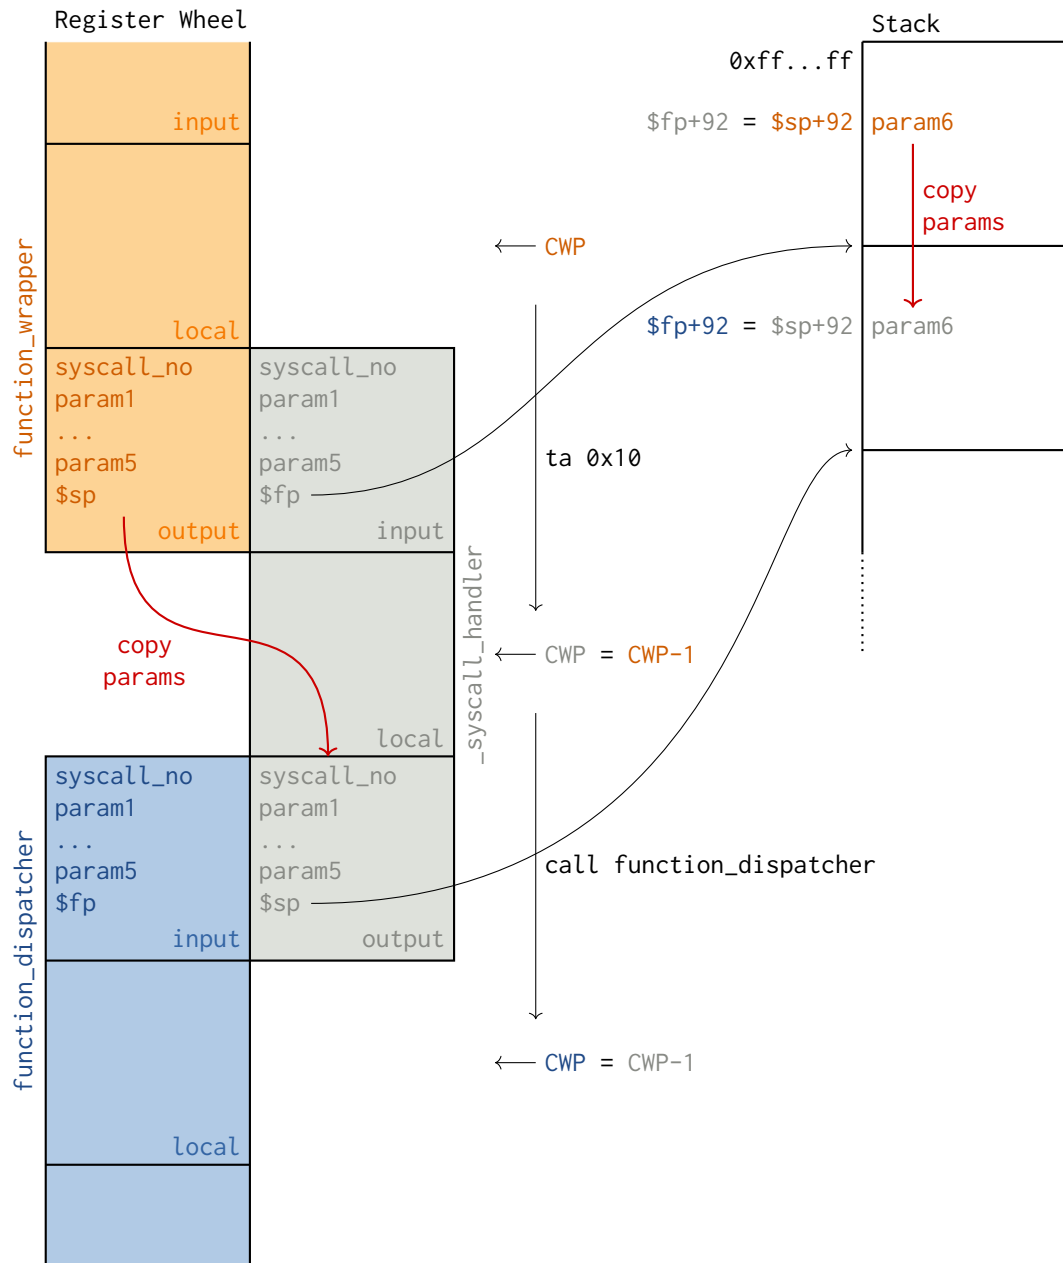 Register Wheel
Stack
0xff...ff
input
$fp+92 = $sp+92 param6
copy
params
function_wrapper
CWP
local
$fp+92 = $sp+92 param6
syscall_no
param1
...
param5
$sp
output
syscall_no
param1
...
param5
$fp
input
ta 0x10
_syscall_handler
copy
params
CWP = CWP-1
local
function_dispatcher
syscall_no
param1
...
param5
$fp
input
syscall_no
param1
...
param5
$sp
output
call function_dispatcher
CWP = CWP-1
local